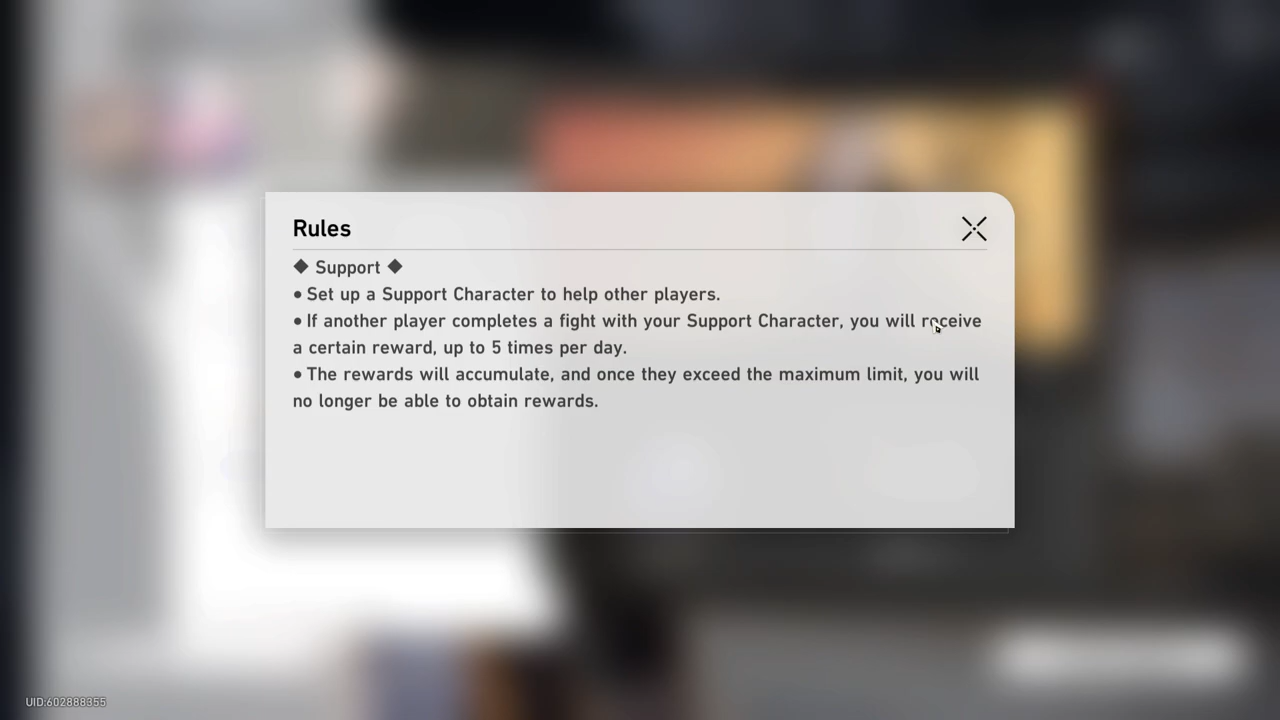 Rules
◆ Support ◆
• Set up a Support Character to help other players.
• If another player completes a fight with your Support Character, you will receive
a certain reward, up to 5 times per day.
• The rewards will accumulate, and once they exceed the maximum limit, you will
no longer be able to obtain rewards.
UID:602888355